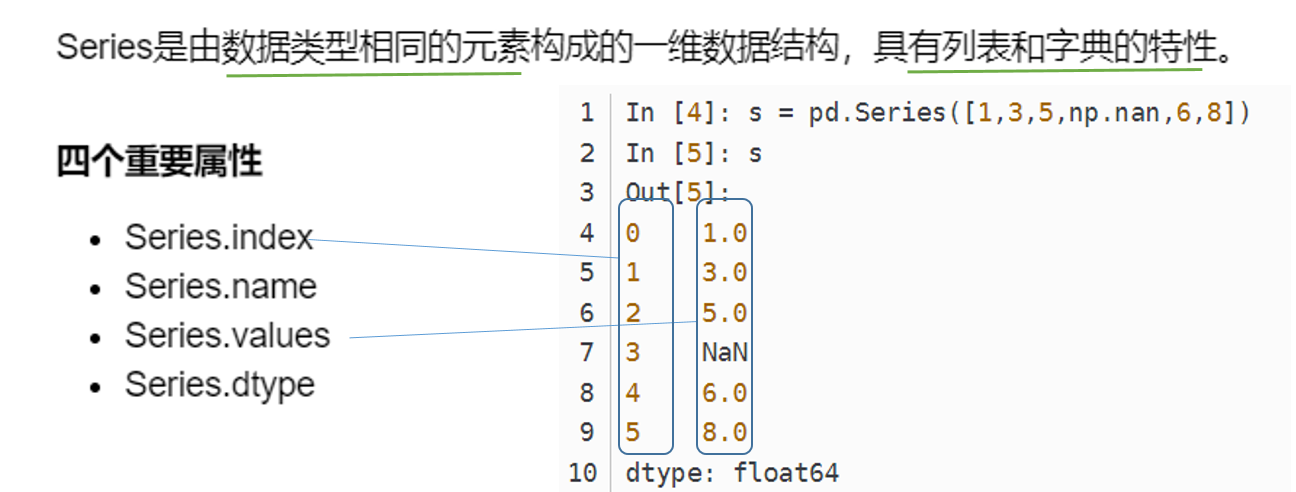 Series是由数据类型相同的元素构成的一维数据结构，具有列表和字典的特性。
四个重要属性
• Series.index
• Series.name
• Series.values
• Series.dtype
1 In [4]: s = pd.Series([1,3,5,np.nan,6,8])
2 In [5]: s
3 Out[5]:
4 0 1.0
5 1 3.0
6 2 5.0
7 3 NaN
8 4 6.0
9 5 8.0
10 dtype: float64